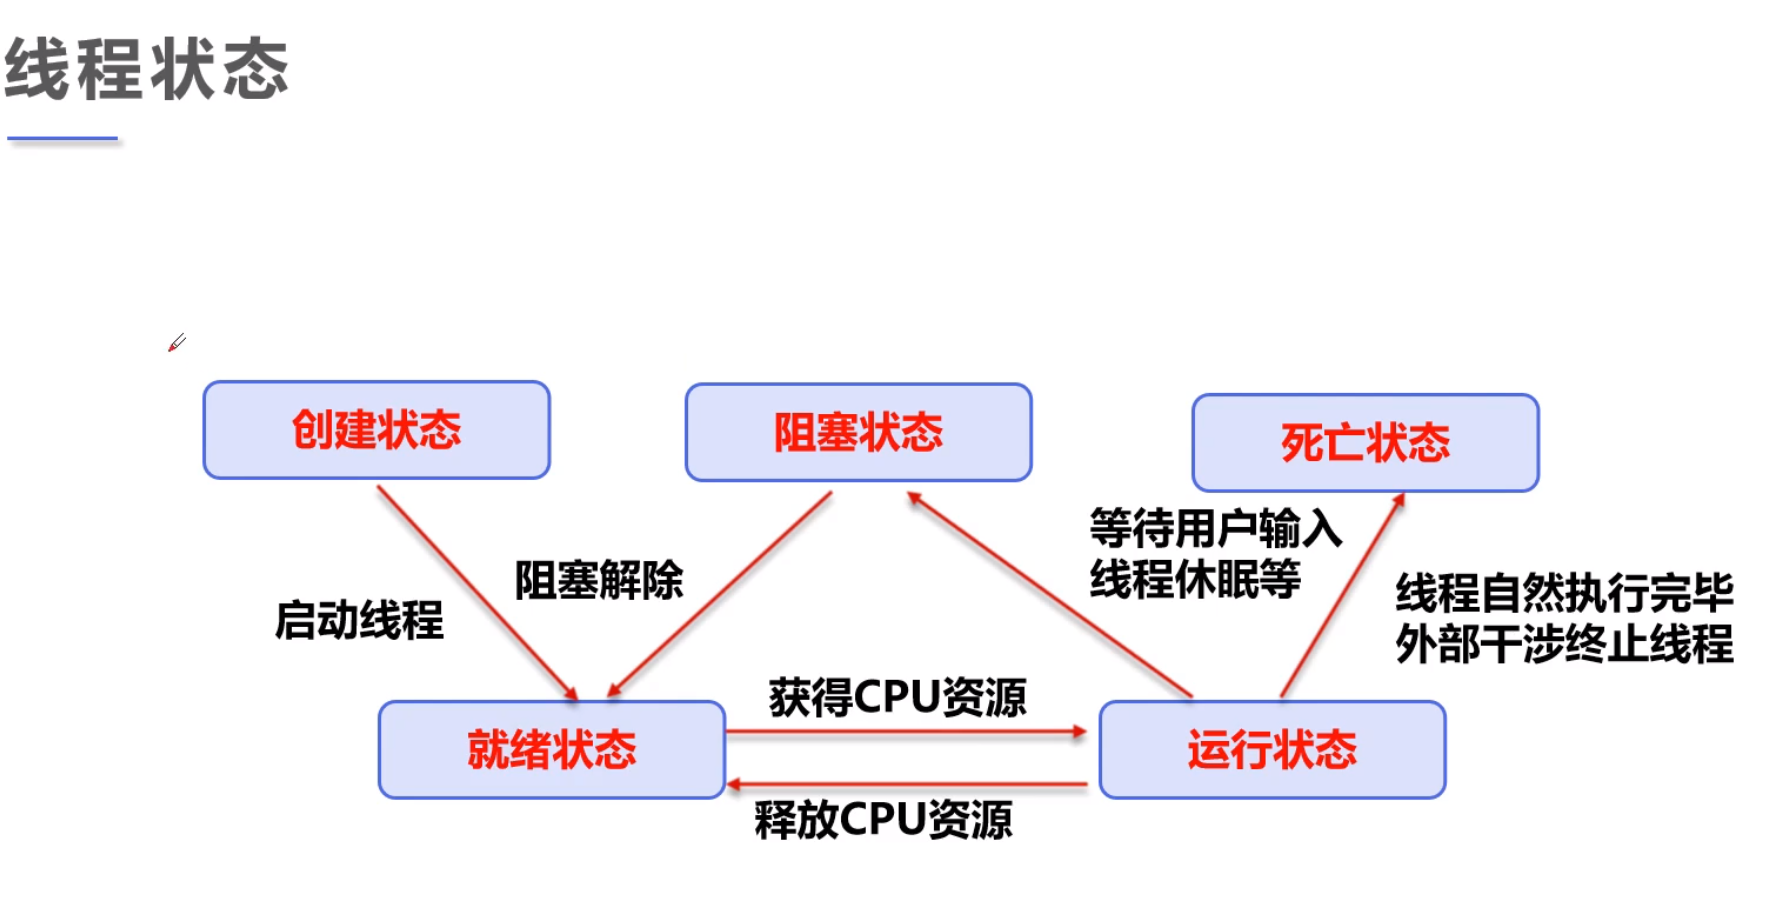 线程状态
创建状态
阻塞状态
死亡状态
等待用户输入
线程休眠等
阻塞解除
线程自然执行完毕
外部干涉终止线程
启动线程
获得CPU资源
就绪状态
运行状态
释放CPU资源